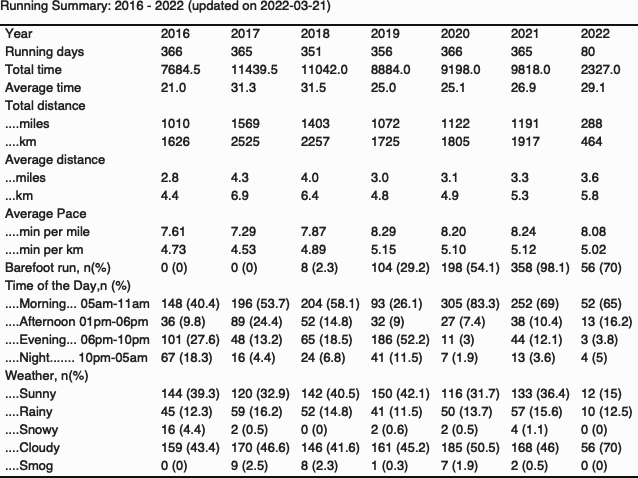 Running Summary: 2016 - 2022 (updated on 2022-03-21)
Year 2016 2017 2018 2019 2020 2021 2022
Running days 366 365 351 356 366 365 80
Total time 7684.5 11439.5 11042.0 8884.0 9198.0 9818.0 2327.0
Average time 21.0 31.3 31.5 25.0 25.1 26.9 29.1
Total distance
....miles 1010 1569 1403 1072 1122 1191 288
....km 1626 2525 2257 1725 1805 1917 464
Average distance
...miles 2.8 4.3 4.0 3.0 3.1 3.3 3.6
...km 4.4 6.9 6.4 4.8 4.9 5.3 5.8
Average Pace
....min per mile 7.61 7.29 7.87 8.29 8.20 8.24 8.08
....min per km 4.73 4.53 4.89 5.15 5.10 5.12 5.02
Barefoot run, n(%) 0 (0) 0 (0) 8 (2.3) 104 (29.2) 198 (54.1) 358 (98.1) 56 (70)
Time of the Day,n (%)
....Morning... 05am-11am 148 (40.4) 196 (53.7) 204 (58.1) 93 (26.1) 305 (83.3) 252 (69) 52 (65)
....Afternoon 01pm-06pm 36 (9.8) 89 (24.4) 52 (14.8) 32 (9) 27 (7.4) 38 (10.4) 13 (16.2)
....Evening... 06pm-10pm 101 (27.6) 48 (13.2) 65 (18.5) 186 (52.2) 11 (3) 44 (12.1) 3 (3.8)
....Night....... 10pm-05am 67 (18.3) 16 (4.4) 24 (6.8) 41 (11.5) 7 (1.9) 13 (3.6) 4 (5)
Weather, n(%)
....Sunny 144 (39.3) 120 (32.9) 142 (40.5) 150 (42.1) 116 (31.7) 133 (36.4) 12 (15)
....Rainy 45 (12.3) 59 (16.2) 52 (14.8) 41 (11.5) 50 (13.7) 57 (15.6) 10 (12.5)
....Snowy 16 (4.4) 2 (0.5) 0 (0) 2 (0.6) 2 (0.5) 4 (1.1) 0 (0)
....Cloudy 159 (43.4) 170 (46.6) 146 (41.6) 161 (45.2) 185 (50.5) 168 (46) 56 (70)
....Smog 0 (0) 9 (2.5) 8 (2.3) 1 (0.3) 7 (1.9) 2 (0.5) 0 (0)